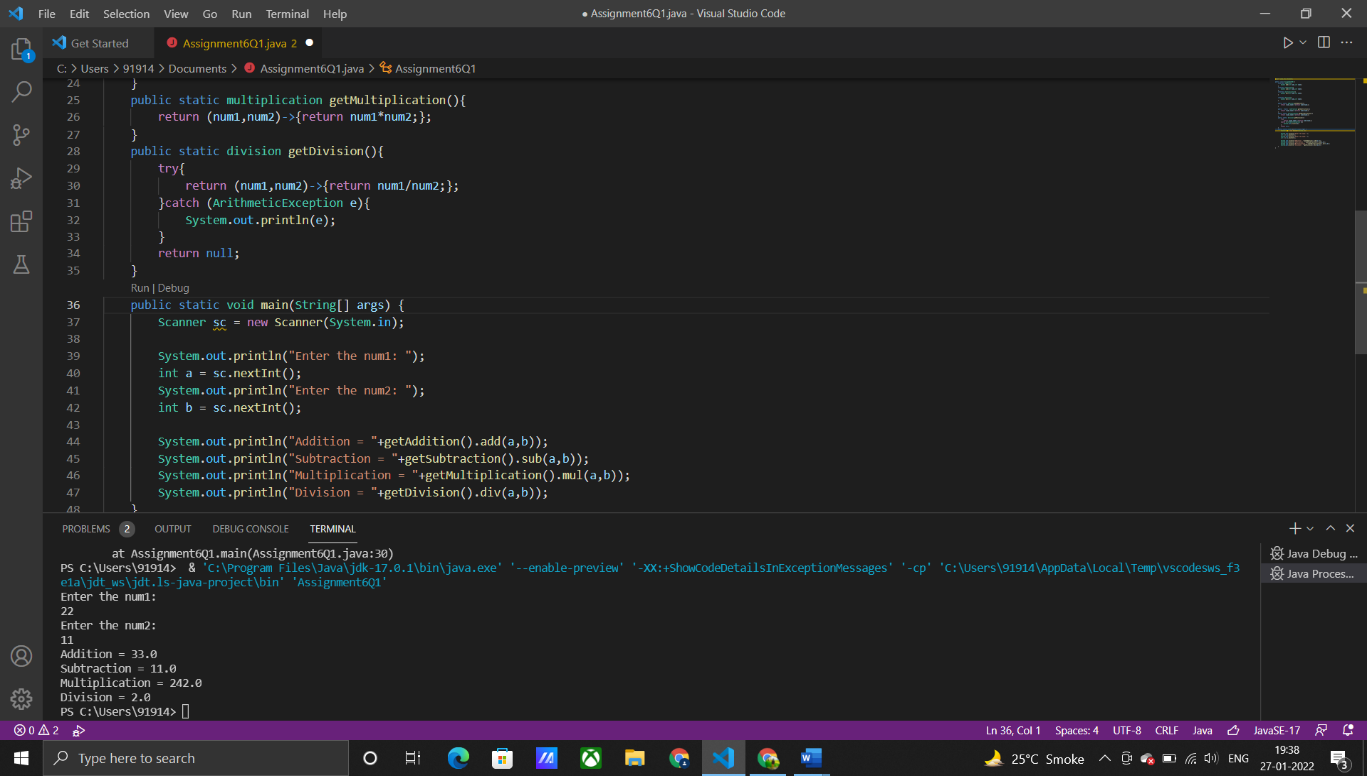 File Edit Selection View Go Run Terminal Help
● Assignment6Q1.java - Visual Studio Code
1
Get Started
J Assignment6Q1.java 2 ●
C: > Users > 91914 > Documents > J Assignment6Q1.java > Assignment6Q1
24 }
25 public static multiplication getMultiplication(){
26 return (num1,num2)->{return num1*num2;};
27 }
28 public static division getDivision(){
29 try{
30 return (num1,num2)->{return num1/num2;};
31 }catch (ArithmeticException e){
32 System.out.println(e);
33 }
34 return null;
35 }
Run | Debug
36 public static void main(String[] args) {
37 Scanner sc = new Scanner(System.in);
38
39 System.out.println("Enter the num1: ");
40 int a = sc.nextInt();
41 System.out.println("Enter the num2: ");
42 int b = sc.nextInt();
43
44 System.out.println("Addition = "+getAddition().add(a,b));
45 System.out.println("Subtraction = "+getSubtraction().sub(a,b));
46 System.out.println("Multiplication = "+getMultiplication().mul(a,b));
47 System.out.println("Division = "+getDivision().div(a,b));
48 }
PROBLEMS 2 OUTPUT DEBUG CONSOLE TERMINAL
at Assignment6Q1.main(Assignment6Q1.java:30)
PS C:\Users\91914> & 'C:\Program Files\Java\jdk-17.0.1\bin\java.exe' '--enable-preview' '-XX:+ShowCodeDetailsInExceptionMessages' '-cp' 'C:\Users\91914\AppData\Local\Temp\vscodesws_f3
e1a\jdt_ws\jdt.ls-java-project\bin' 'Assignment6Q1'
Enter the num1:
22
Enter the num2:
11
Addition = 33.0
Subtraction = 11.0
Multiplication = 242.0
Division = 2.0
PS C:\Users\91914>
Java Debug ...
Java Proces...
0 2
Ln 36, Col 1 Spaces: 4 UTF-8 CRLF Java JavaSE-17
Type here to search
25°C Smoke
ENG
19:38
27-01-2022
3